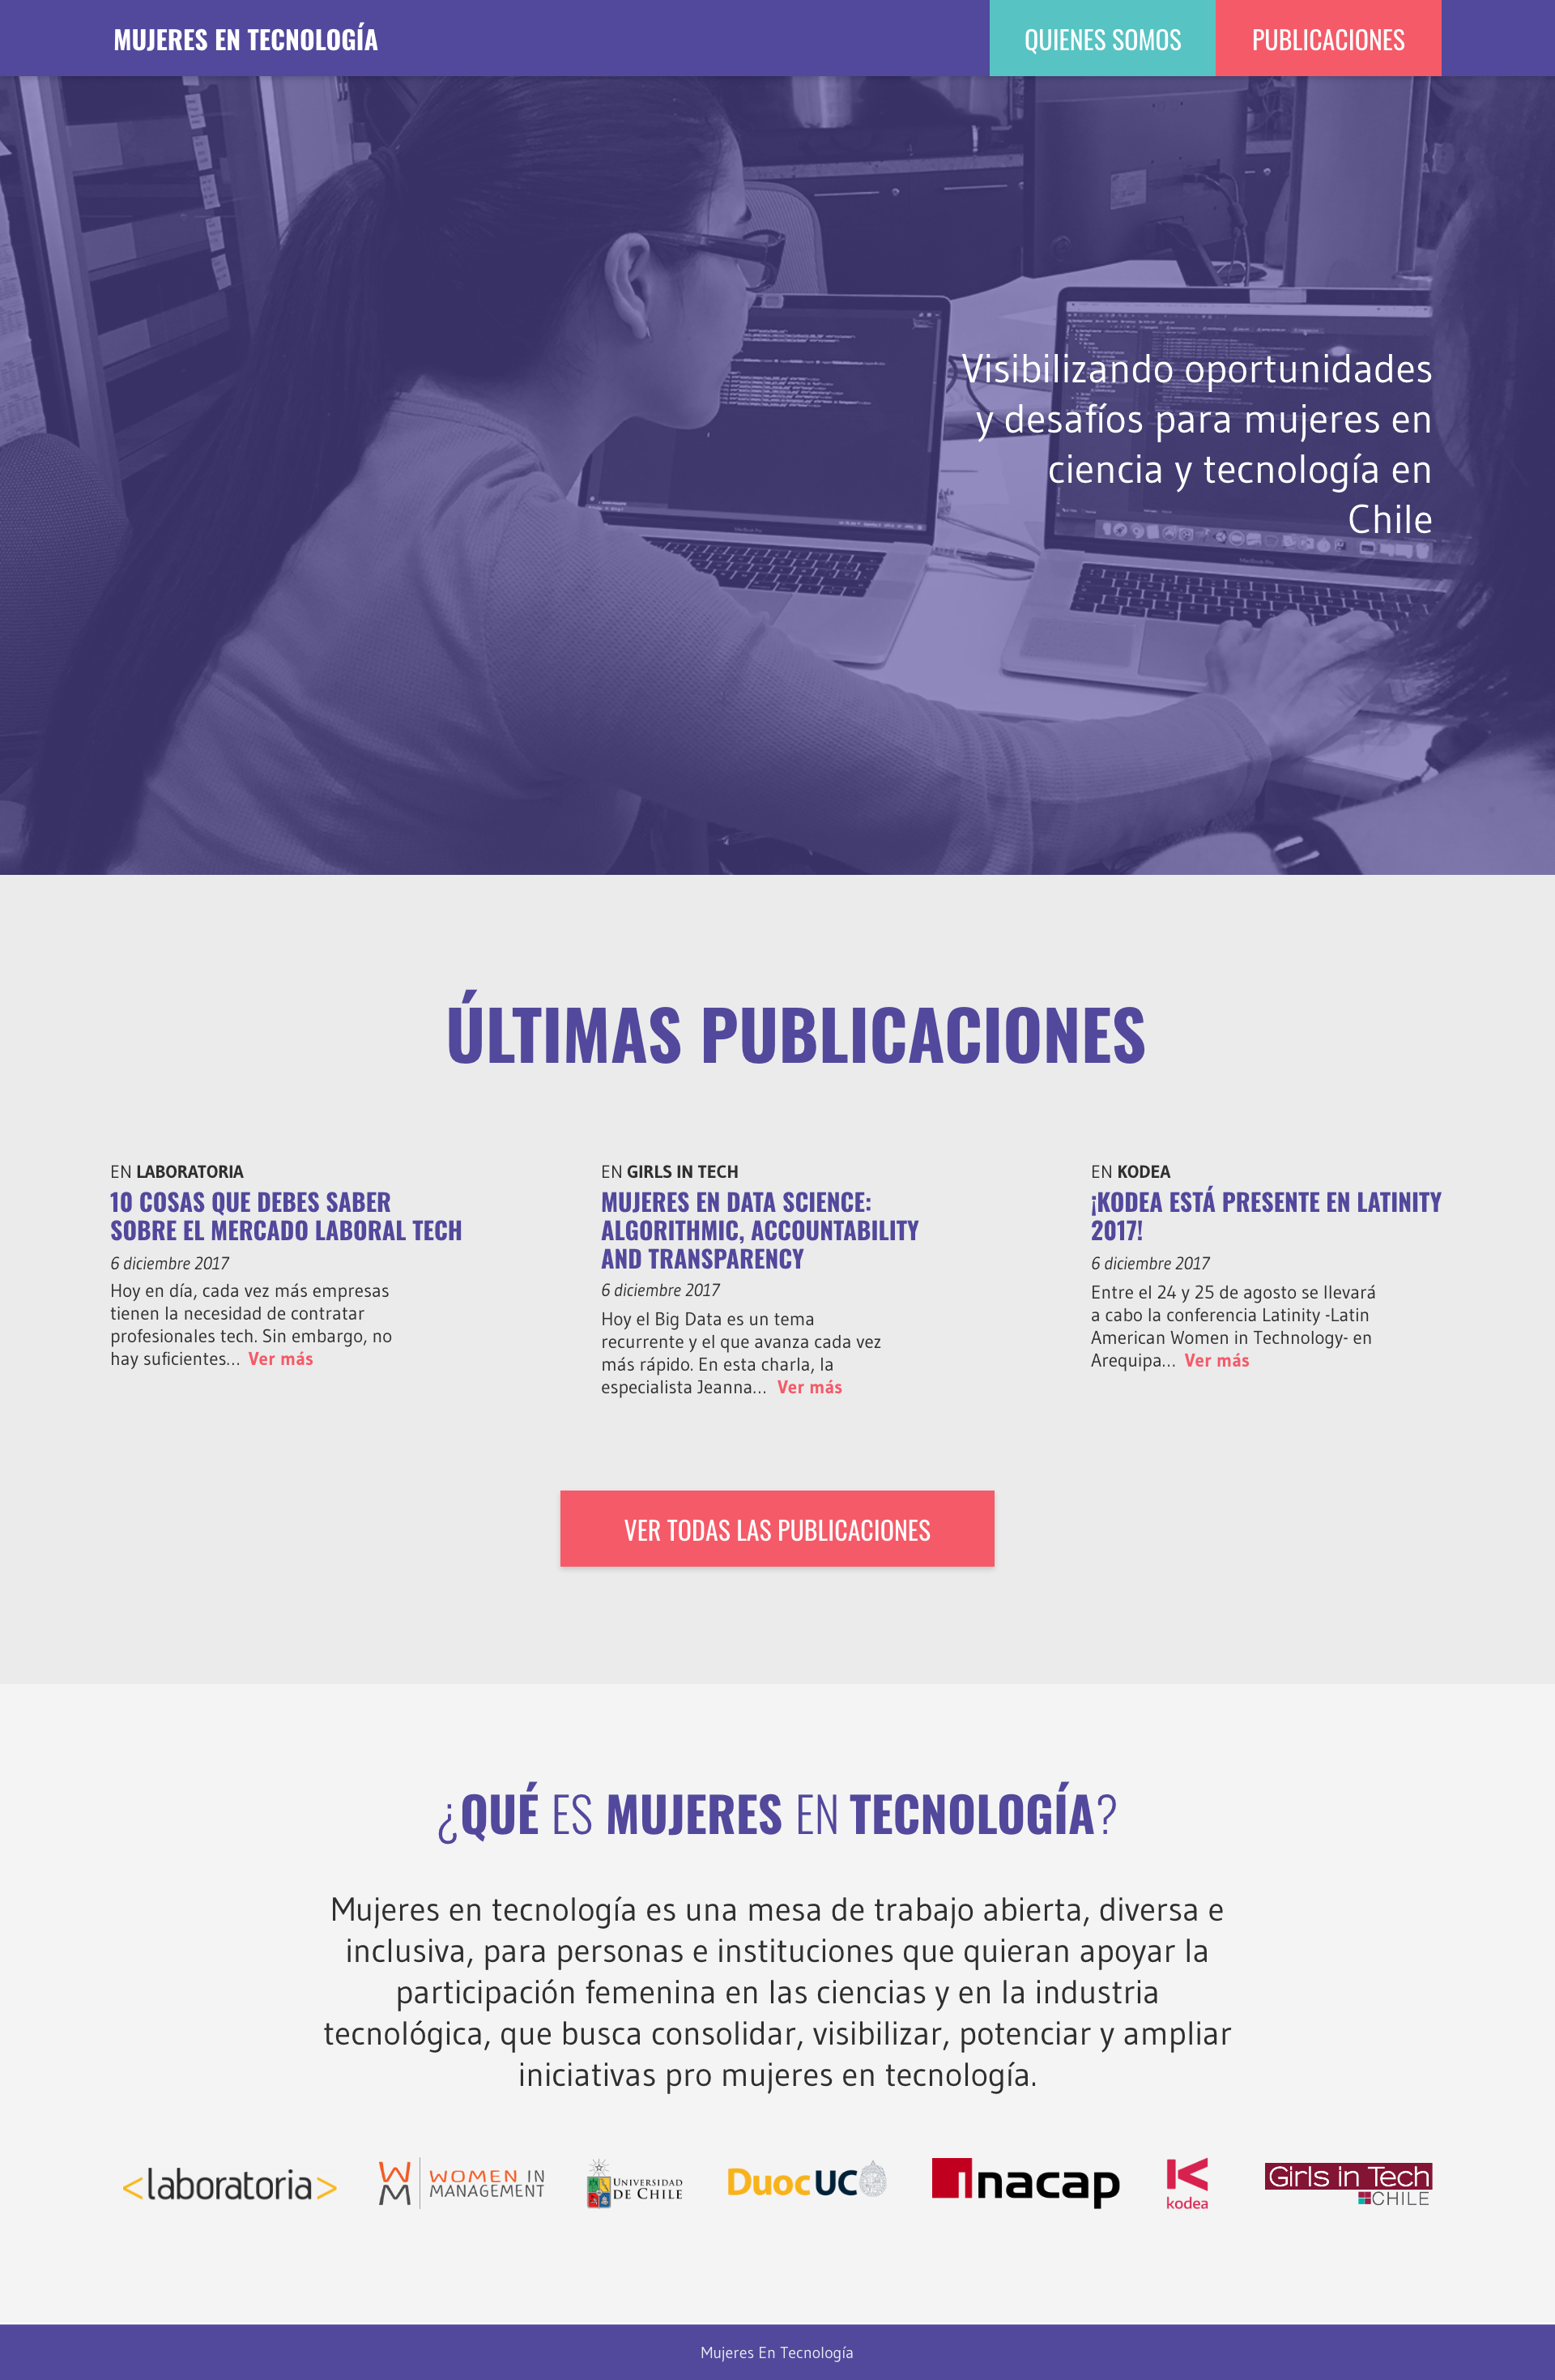 MUJERES EN TECNOLOGÍA
QUIENES SOMOS
PUBLICACIONES
Visibilizando oportunidades
y desafíos para mujeres en
ciencia y tecnología en
Chile
ÚLTIMAS PUBLICACIONES
EN LABORATORIA
10 COSAS QUE DEBES SABER
SOBRE EL MERCADO LABORAL TECH
6 diciembre 2017
Hoy en día, cada vez más empresas
tienen la necesidad de contratar
profesionales tech. Sin embargo, no
hay suficientes... Ver más
EN GIRLS IN TECH
MUJERES EN DATA SCIENCE:
ALGORITHMIC, ACCOUNTABILITY
AND TRANSPARENCY
6 diciembre 2017
Hoy el Big Data es un tema
recurrente y el que avanza cada vez
más rápido. En esta charla, la
especialista Jeanna... Ver más
EN KODEA
¡KODEA ESTÁ PRESENTE EN LATINITY
2017!
6 diciembre 2017
Entre el 24 y 25 de agosto se llevará
a cabo la conferencia Latinity -Latin
American Women in Technology- en
Arequipa... Ver más
VER TODAS LAS PUBLICACIONES
¿QUÉ ES MUJERES EN TECNOLOGÍA?
Mujeres en tecnología es una mesa de trabajo abierta, diversa e
inclusiva, para personas e instituciones que quieran apoyar la
participación femenina en las ciencias y en la industria
tecnológica, que busca consolidar, visibilizar, potenciar y ampliar
iniciativas pro mujeres en tecnología.
<laboratoria>
WM WOMEN IN
MANAGEMENT
UNIVERSIDAD
DE CHILE
Duoc UC
Inacap
K
kodea
Girls in Tech
CHILE
Mujeres En Tecnología